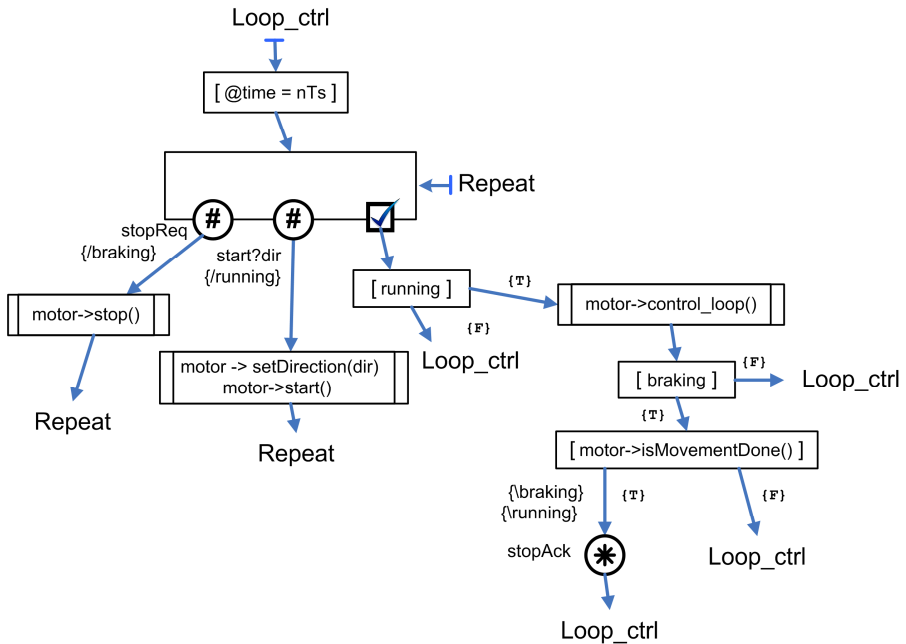 Loop_ctrl
[ @time = nTs ]
Repeat
# #
stopReq
{/braking}
start?dir
{/running}
[ running ]
{T}
motor->stop()
motor->control_loop()
{F}
Loop_ctrl
motor -> setDirection(dir)
motor->start()
[ braking ]
{F}
Loop_ctrl
Repeat
{T}
Repeat
[ motor->isMovementDone() ]
{\braking}
{\running}
{T}
{F}
stopAck
Loop_ctrl
Loop_ctrl